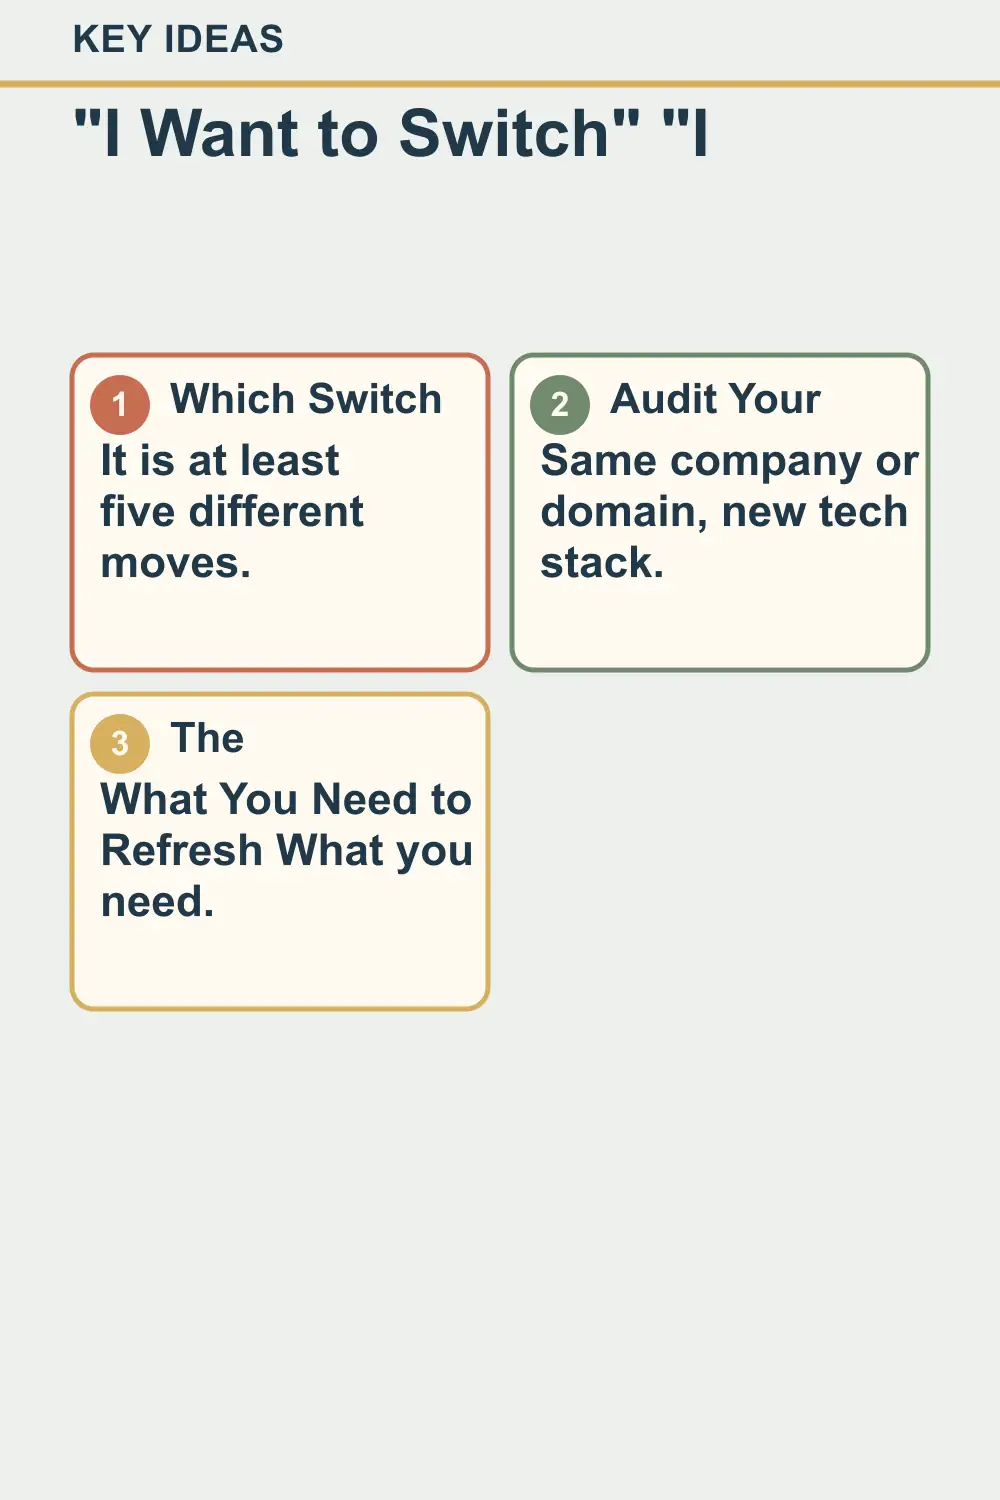 KEY IDEAS
"I Want to Switch" "I
1 Which Switch
It is at least
five different
moves.
2 Audit Your
Same company or
domain, new tech
stack.
3 The
What You Need to
Refresh What you
need.